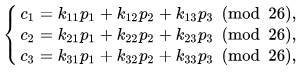 c₁ = k₁₁p₁ + k₁₂p₂ + k₁₃p₃ (mod 26),
c₂ = k₂₁p₁ + k₂₂p₂ + k₂₃p₃ (mod 26),
c₃ = k₃₁p₁ + k₃₂p₂ + k₃₃p₃ (mod 26),